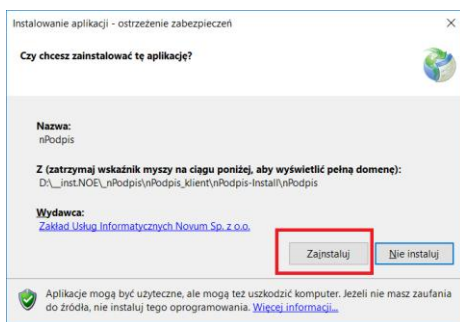 Instalowanie aplikacji - ostrzeżenie zabezpieczeń
Czy chcesz zainstalować tę aplikację?
Nazwa:
nPodpis
Z (zatrzymaj wskaźnik myszy na ciągu poniżej, aby wyświetlić pełną domenę):
D:\__inst.NOE\_nPodpis\nPodpis_klient\nPodpis-Install\nPodpis
Wydawca:
Zakład Usług Informatycznych Novum Sp. z o.o.
Zainstaluj
Nie instaluj
Aplikacje mogą być użyteczne, ale mogą też uszkodzić komputer. Jeżeli nie masz zaufania
do źródła, nie instaluj tego oprogramowania. Więcej informacji...